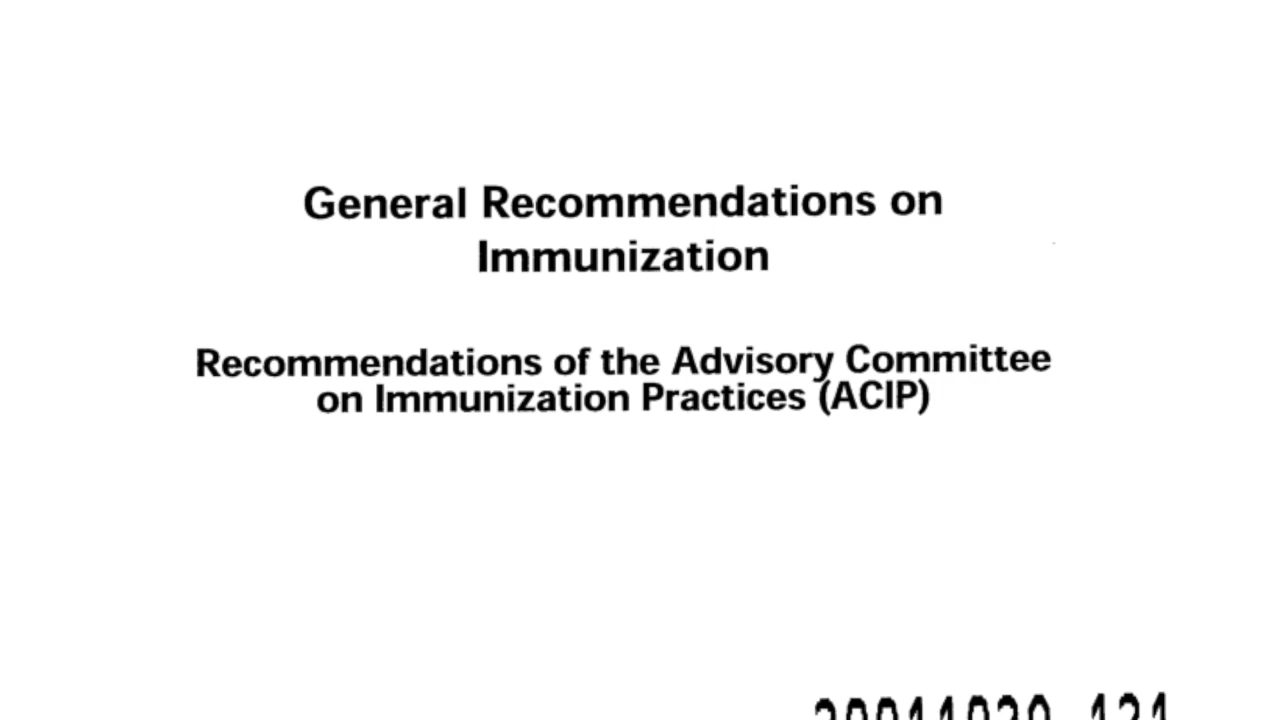 General Recommendations on
Immunization
Recommendations of the Advisory Committee
on Immunization Practices (ACIP)